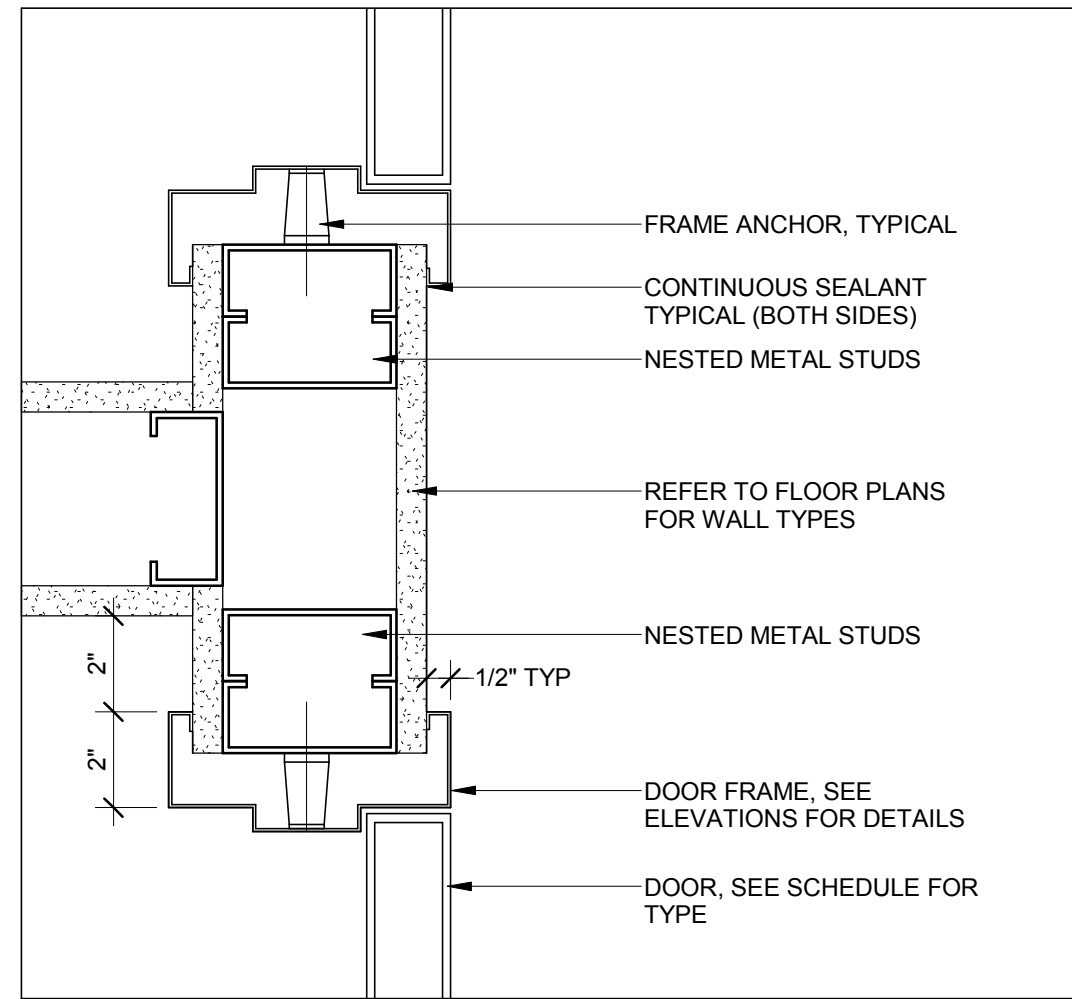 FRAME ANCHOR, TYPICAL
CONTINUOUS SEALANT
TYPICAL (BOTH SIDES)
NESTED METAL STUDS
REFER TO FLOOR PLANS
FOR WALL TYPES
NESTED METAL STUDS
2"
1/2" TYP
2"
DOOR FRAME, SEE
ELEVATIONS FOR DETAILS
DOOR, SEE SCHEDULE FOR
TYPE